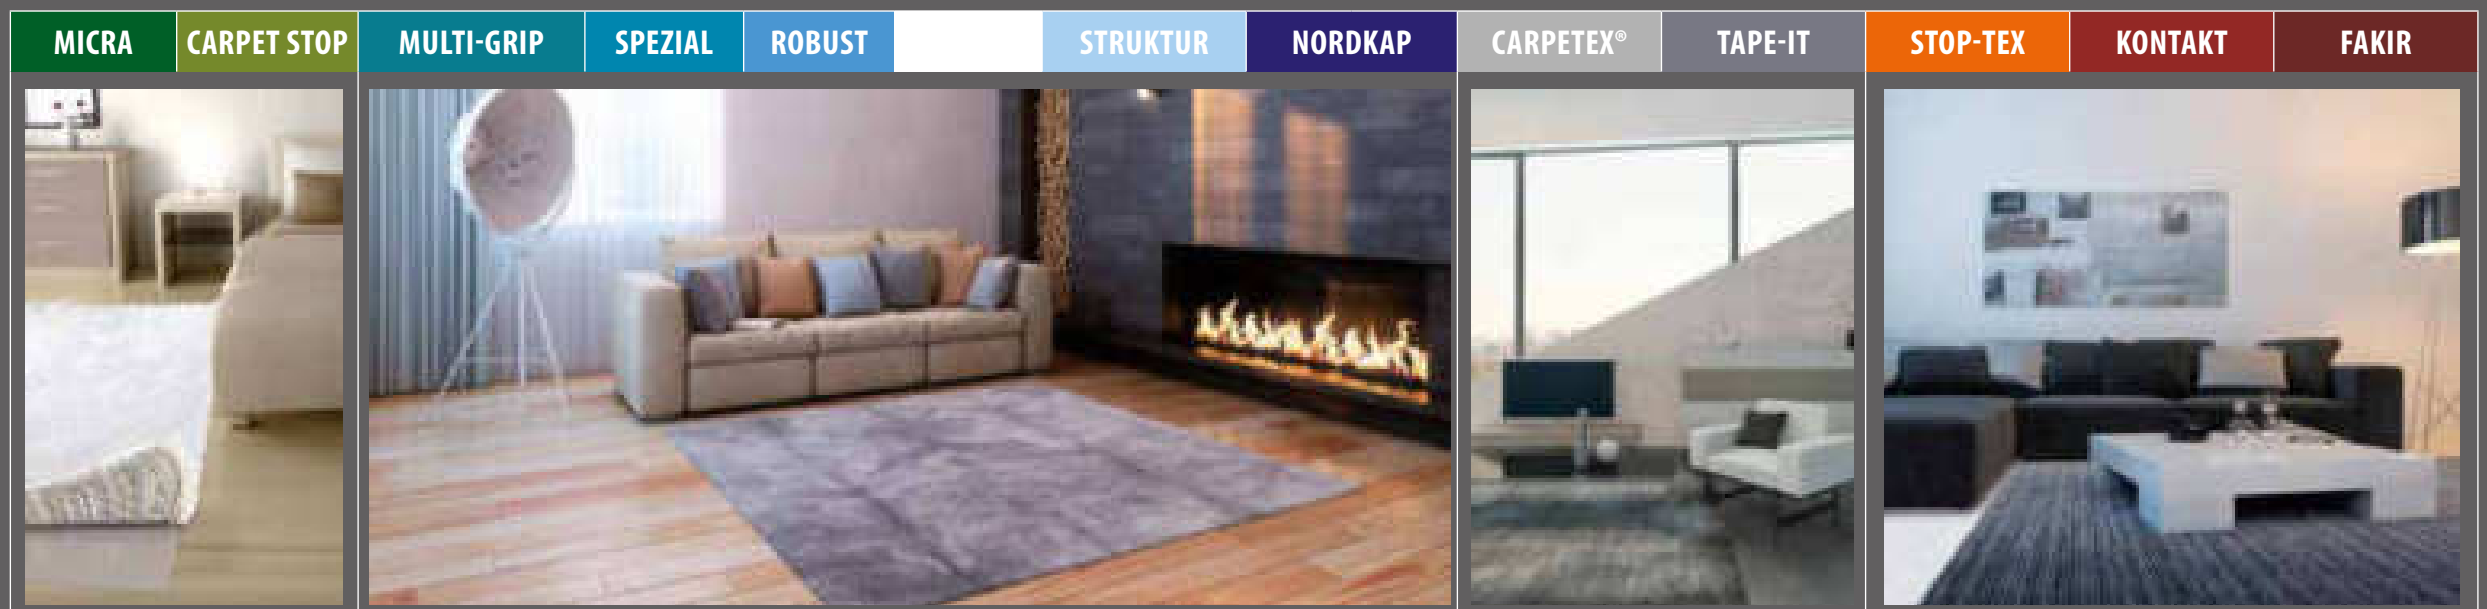 MICRA
CARPET STOP
MULTI-GRIP
SPEZIAL
ROBUST
STRUKTUR
NORDKAP
CARPETEX®
TAPE-IT
STOP-TEX
KONTAKT
FAKIR